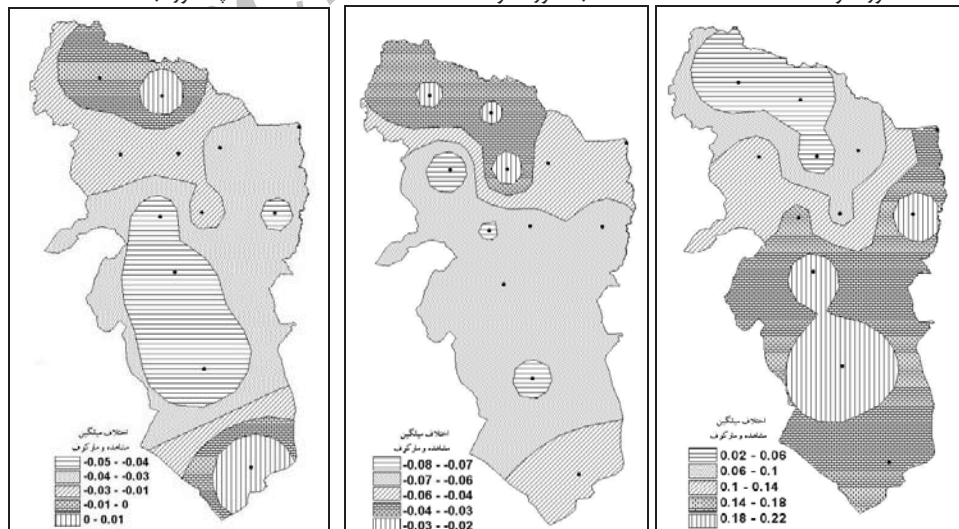 اختلاف میانگین
مشاهده و مارکوف
-0.05 - -0.04
-0.04 - -0.03
-0.03 - -0.01
-0.01 - 0
0 - 0.01
اختلاف میانگین
مشاهده و مارکوف
-0.08 - -0.07
-0.07 - -0.06
-0.06 - -0.04
-0.04 - -0.03
-0.03 - -0.02
اختلاف میانگین
مشاهده و مارکوف
0.02 - 0.06
0.06 - 0.1
0.1 - 0.14
0.14 - 0.18
0.18 - 0.22